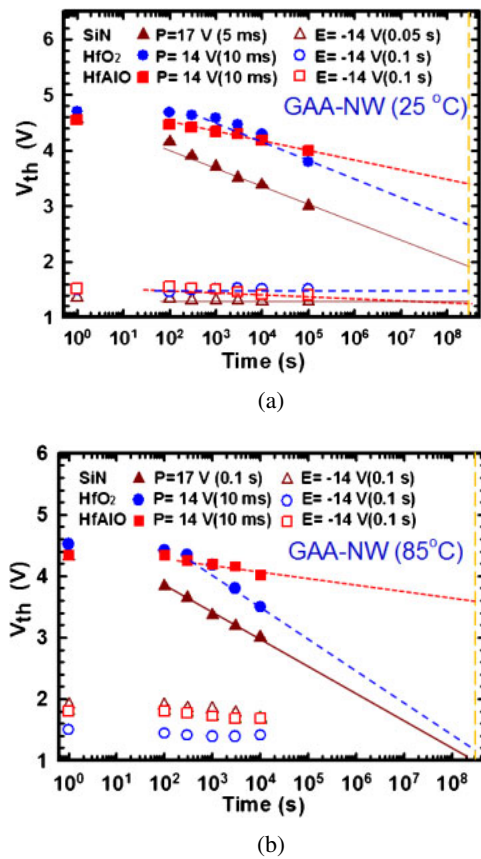 SiN ▲ P=17 V (5 ms) △ E= -14 V(0.05 s)
HfO2 ● P= 14 V(10 ms) ○ E= -14 V(0.1 s)
HfAlO ■ P= 14 V(10 ms) □ E= -14 V(0.1 s)
GAA-NW (25 °C)
6
5
4
3
2
1
Vth (V)
10^0 10^1 10^2 10^3 10^4 10^5 10^6 10^7 10^8
Time (s)
(a)
SiN ▲ P=17 V (0.1 s) △ E= -14 V(0.1 s)
HfO2 ● P= 14 V(10 ms) ○ E= -14 V(0.1 s)
HfAlO ■ P= 14 V(10 ms) □ E= -14 V(0.1 s)
GAA-NW (85°C)
6
5
4
3
2
1
Vth (V)
10^0 10^1 10^2 10^3 10^4 10^5 10^6 10^7 10^8
Time (s)
(b)